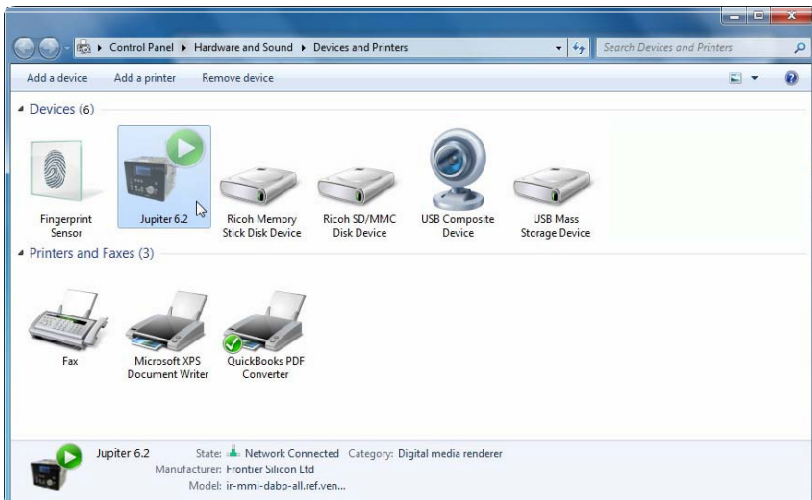 Control Panel ▸ Hardware and Sound ▸ Devices and Printers
Search Devices and Printers
Add a device Add a printer Remove device
Devices (6)
Fingerprint Sensor
Jupiter 6.2
Ricoh Memory Stick Disk Device
Ricoh SD/MMC Disk Device
USB Composite Device
USB Mass Storage Device
Printers and Faxes (3)
Fax
Microsoft XPS Document Writer
QuickBooks PDF Converter
Jupiter 6.2 State: Network Connected Category: Digital media renderer
Manufacturer: Frontier Silicon Ltd
Model: ir-mmi-dabp-all.ref.ven...